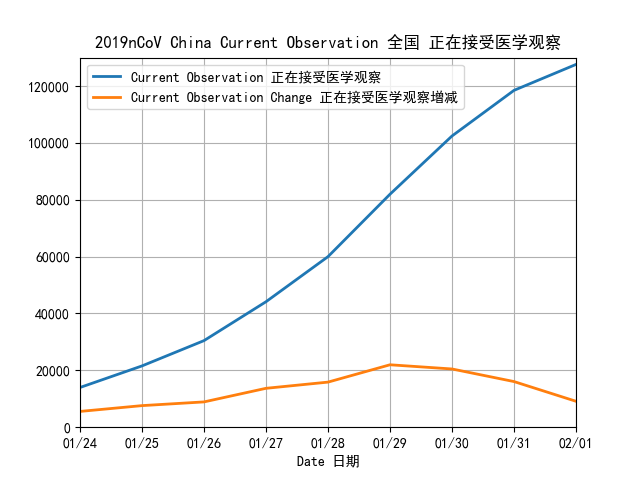 2019nCoV China Current Observation 全国 正在接受医学观察
Current Observation 正在接受医学观察
Current Observation Change 正在接受医学观察增减
120000
100000
80000
60000
40000
20000
0
01/24 01/25 01/26 01/27 01/28 01/29 01/30 01/31 02/01
Date 日期